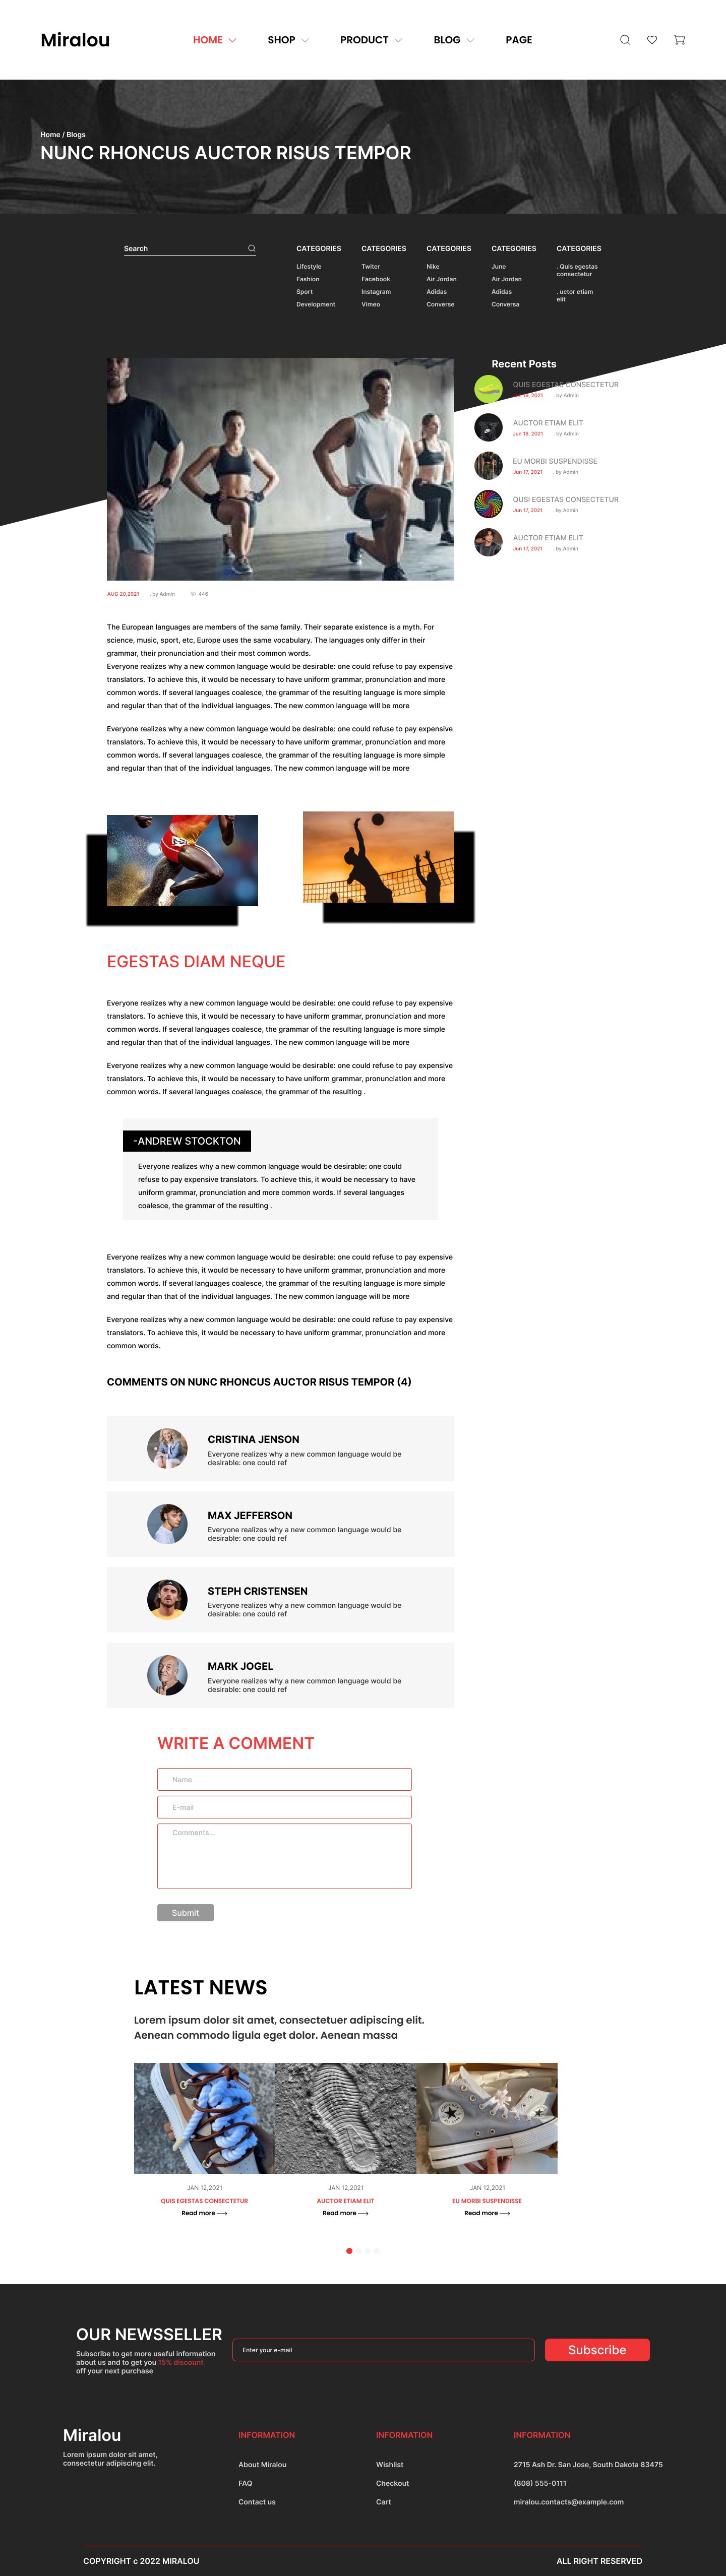 Miralou
HOME
SHOP
PRODUCT
BLOG
PAGE
Home / Blogs
NUNC RHONCUS AUCTOR RISUS TEMPOR
Search
CATEGORIES
Lifestyle
Fashion
Sport
Development
CATEGORIES
Twiter
Facebook
Instagram
Vimeo
CATEGORIES
Nike
Air Jordan
Adidas
Converse
CATEGORIES
June
Air Jordan
Adidas
Conversa
CATEGORIES
. Quis egestas
consectetur
. uctor etiam
elit
Recent Posts
QUIS EGESTAS CONSECTETUR
Jun 19, 2021 . by Admin
AUCTOR ETIAM ELIT
Jun 18, 2021 . by Admin
EU MORBI SUSPENDISSE
Jun 17, 2021 . by Admin
QUSI EGESTAS CONSECTETUR
Jun 17, 2021 . by Admin
AUCTOR ETIAM ELIT
Jun 17, 2021 . by Admin
AUG 20,2021 . by Admin 446
The European languages are members of the same family. Their separate existence is a myth. For
science, music, sport, etc, Europe uses the same vocabulary. The languages only differ in their
grammar, their pronunciation and their most common words.
Everyone realizes why a new common language would be desirable: one could refuse to pay expensive
translators. To achieve this, it would be necessary to have uniform grammar, pronunciation and more
common words. If several languages coalesce, the grammar of the resulting language is more simple
and regular than that of the individual languages. The new common language will be more
Everyone realizes why a new common language would be desirable: one could refuse to pay expensive
translators. To achieve this, it would be necessary to have uniform grammar, pronunciation and more
common words. If several languages coalesce, the grammar of the resulting language is more simple
and regular than that of the individual languages. The new common language will be more
EGESTAS DIAM NEQUE
Everyone realizes why a new common language would be desirable: one could refuse to pay expensive
translators. To achieve this, it would be necessary to have uniform grammar, pronunciation and more
common words. If several languages coalesce, the grammar of the resulting language is more simple
and regular than that of the individual languages. The new common language will be more
Everyone realizes why a new common language would be desirable: one could refuse to pay expensive
translators. To achieve this, it would be necessary to have uniform grammar, pronunciation and more
common words. If several languages coalesce, the grammar of the resulting .
-ANDREW STOCKTON
Everyone realizes why a new common language would be desirable: one could
refuse to pay expensive translators. To achieve this, it would be necessary to have
uniform grammar, pronunciation and more common words. If several languages
coalesce, the grammar of the resulting .
Everyone realizes why a new common language would be desirable: one could refuse to pay expensive
translators. To achieve this, it would be necessary to have uniform grammar, pronunciation and more
common words. If several languages coalesce, the grammar of the resulting language is more simple
and regular than that of the individual languages. The new common language will be more
Everyone realizes why a new common language would be desirable: one could refuse to pay expensive
translators. To achieve this, it would be necessary to have uniform grammar, pronunciation and more
common words.
COMMENTS ON NUNC RHONCUS AUCTOR RISUS TEMPOR (4)
CRISTINA JENSON
Everyone realizes why a new common language would be
desirable: one could ref
MAX JEFFERSON
Everyone realizes why a new common language would be
desirable: one could ref
STEPH CRISTENSEN
Everyone realizes why a new common language would be
desirable: one could ref
MARK JOGEL
Everyone realizes why a new common language would be
desirable: one could ref
WRITE A COMMENT
Name
E-mail
Comments...
Submit
LATEST NEWS
Lorem ipsum dolor sit amet, consectetuer adipiscing elit.
Aenean commodo ligula eget dolor. Aenean massa
JAN 12,2021
QUIS EGESTAS CONSECTETUR
Read more
JAN 12,2021
AUCTOR ETIAM ELIT
Read more
JAN 12,2021
EU MORBI SUSPENDISSE
Read more
OUR NEWSSELLER
Subscribe to get more useful information
about us and to get you 15% discount
off your next purchase
Enter your e-mail
Subscribe
Miralou
Lorem ipsum dolor sit amet,
consectetur adipiscing elit.
INFORMATION
About Miralou
FAQ
Contact us
INFORMATION
Wishlist
Checkout
Cart
INFORMATION
2715 Ash Dr. San Jose, South Dakota 83475
(808) 555-0111
miralou.contacts@example.com
COPYRIGHT c 2022 MIRALOU
ALL RIGHT RESERVED